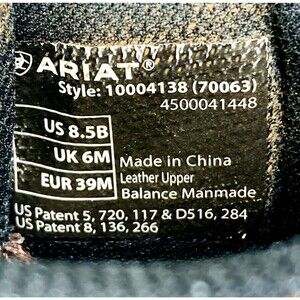 ARIAT®
Style: 10004138 (70063)
4500041448
US 8.5B
UK 6M
EUR 39M
Made in China
Leather Upper
Balance Manmade
US Patent 5, 720, 117 & D516, 284
US Patent 8, 136, 266